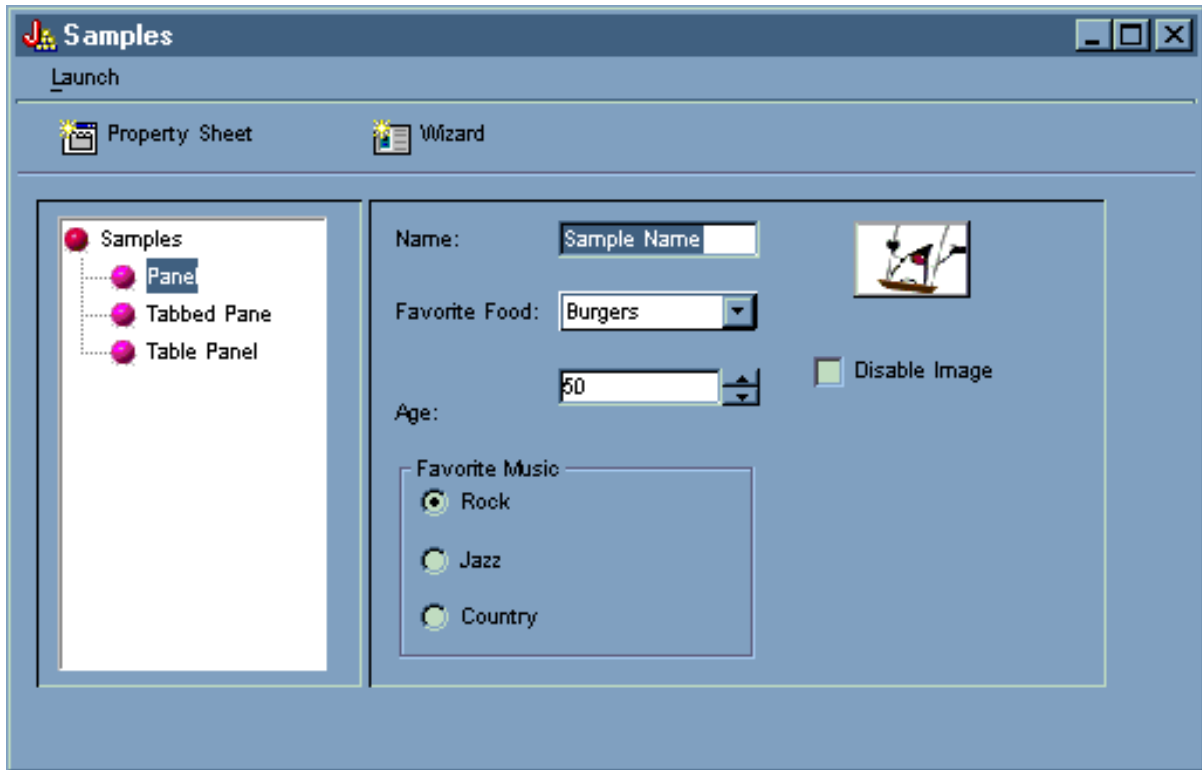 Samples
Launch
Property Sheet
Wizard
Samples
Panel
Tabbed Pane
Table Panel
Name:
Sample Name
Favorite Food:
Burgers
Age:
50
Disable Image
Favorite Music
Rock
Jazz
Country